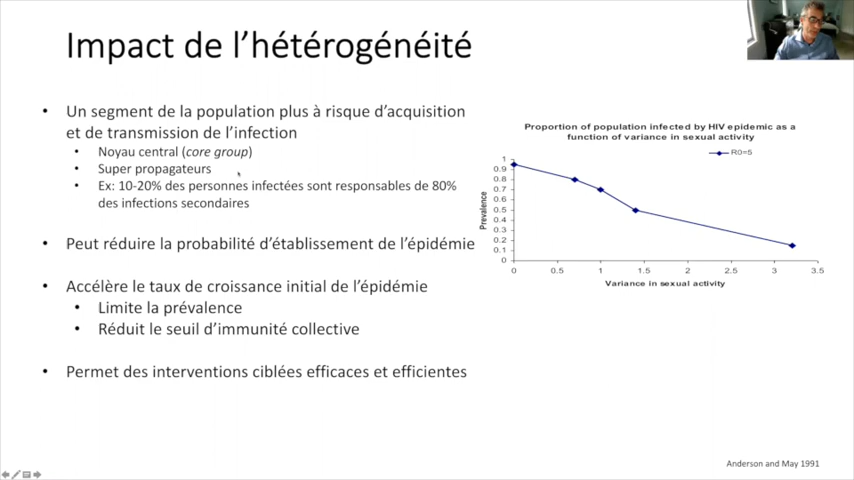 Impact de l’hétérogénéité
• Un segment de la population plus à risque d’acquisition
et de transmission de l’infection
• Noyau central (core group)
• Super propagateurs
• Ex: 10-20% des personnes infectées sont responsables de 80%
des infections secondaires
• Peut réduire la probabilité d’établissement de l’épidémie
• Accélère le taux de croissance initial de l’épidémie
• Limite la prévalence
• Réduit le seuil d’immunité collective
• Permet des interventions ciblées efficaces et efficientes
Proportion of population infected by HIV epidemic as a
function of variance in sexual activity
R0=5
Prevalence
1
0.9
0.8
0.7
0.6
0.5
0.4
0.3
0.2
0.1
0
0 0.5 1 1.5 2 2.5 3 3.5
Variance in sexual activity
Anderson and May 1991